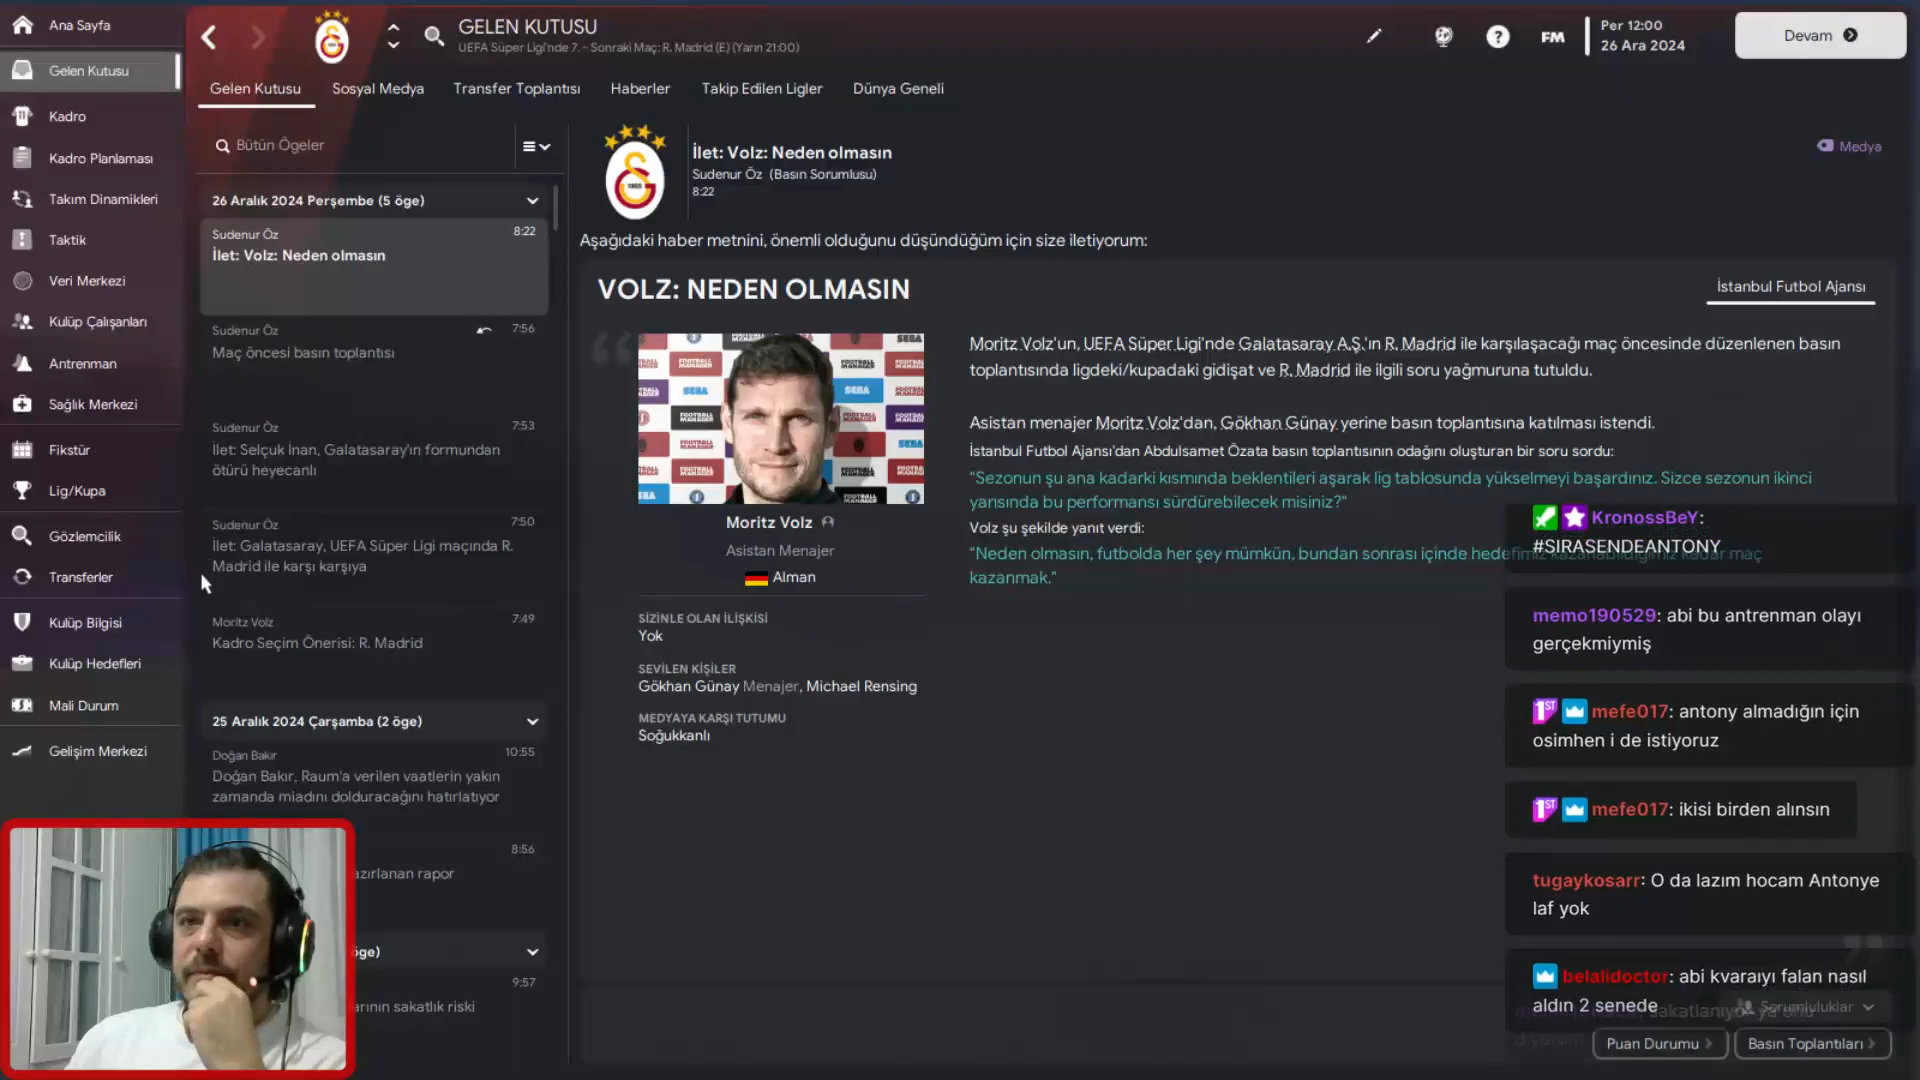 Ana Sayfa
Gelen Kutusu
Kadro
Kadro Planlaması
Takım Dinamikleri
Taktik
Veri Merkezi
Kulüp Çalışanları
Antrenman
Sağlık Merkezi
Fikstür
Lig/Kupa
Gözlemcilik
Transferler
Kulüp Bilgisi
Kulüp Hedefleri
Mali Durum
Gelişim Merkezi
GELEN KUTUSU
UEFA Süper Ligi'nde 7. - Sonraki Maç: R. Madrid (E) (Yarın 21:00)
FM
Per 12:00
26 Ara 2024
Devam
Gelen Kutusu
Sosyal Medya
Transfer Toplantısı
Haberler
Takip Edilen Ligler
Dünya Geneli
Bütün Ögeler
26 Aralık 2024 Perşembe (5 öge)
Sudenur Öz 8:22
İlet: Volz: Neden olmasın
Sudenur Öz 7:56
Maç öncesi basın toplantısı
Sudenur Öz 7:53
İlet: Selçuk İnan, Galatasaray'ın formundan
ötürü heyecanlı
Sudenur Öz 7:50
İlet: Galatasaray, UEFA Süper Ligi maçında R.
Madrid ile karşı karşıya
Moritz Volz 7:49
Kadro Seçim Önerisi: R. Madrid
25 Aralık 2024 Çarşamba (2 öge)
Doğan Bakır 10:55
Doğan Bakır, Raum'a verilen vaatlerin yakın
zamanda miadını dolduracağını hatırlatıyor
8:56
azırlanan rapor
öge)
9:57
arının sakatlık riski
1905
İlet: Volz: Neden olmasın
Sudenur Öz (Basın Sorumlusu)
8:22
Medya
Aşağıdaki haber metnini, önemli olduğunu düşündüğüm için size iletiyorum:
VOLZ: NEDEN OLMASIN
İstanbul Futbol Ajansı
SEGA
FOOTBALL MANAGER
Moritz Volz
Asistan Menajer
Alman
SİZİNLE OLAN İLİŞKİSİ
Yok
SEVİLEN KİŞİLER
Gökhan Günay Menajer, Michael Rensing
MEDYAYA KARŞI TUTUMU
Soğukkanlı
Moritz Volz'un, UEFA Süper Ligi'nde Galatasaray A.Ş.'ın R. Madrid ile karşılaşacağı maç öncesinde düzenlenen basın
toplantısında ligdeki/kupadaki gidişat ve R. Madrid ile ilgili soru yağmuruna tutuldu.
Asistan menajer Moritz Volz'dan, Gökhan Günay yerine basın toplantısına katılması istendi.
İstanbul Futbol Ajansı'dan Abdulsamet Özata basın toplantısının odağını oluşturan bir soru sordu:
"Sezonun şu ana kadarki kısmında beklentileri aşarak lig tablosunda yükselmeyi başardınız. Sizce sezonun ikinci
yarısında bu performansı sürdürebilecek misiniz?"
Volz şu şekilde yanıt verdi:
"Neden olmasın, futbolda her şey mümkün, bundan sonrası içinde hedefimiz kazanabildiğimiz kadar maç
kazanmak."
KronossBeY:
#SIRASENDEANTONY
memo190529: abi bu antrenman olayı
gerçekmiymiş
1ST mefe017: antony almadığın için
osimhen i de istiyoruz
1ST mefe017: ikisi birden alınsın
tugaykosarr: O da lazım hocam Antonye
laf yok
belalidoctor: abi kvaraıyı falan nasıl
aldın 2 senede
Sorumluluklar
Puan Durumu
Basın Toplantıları